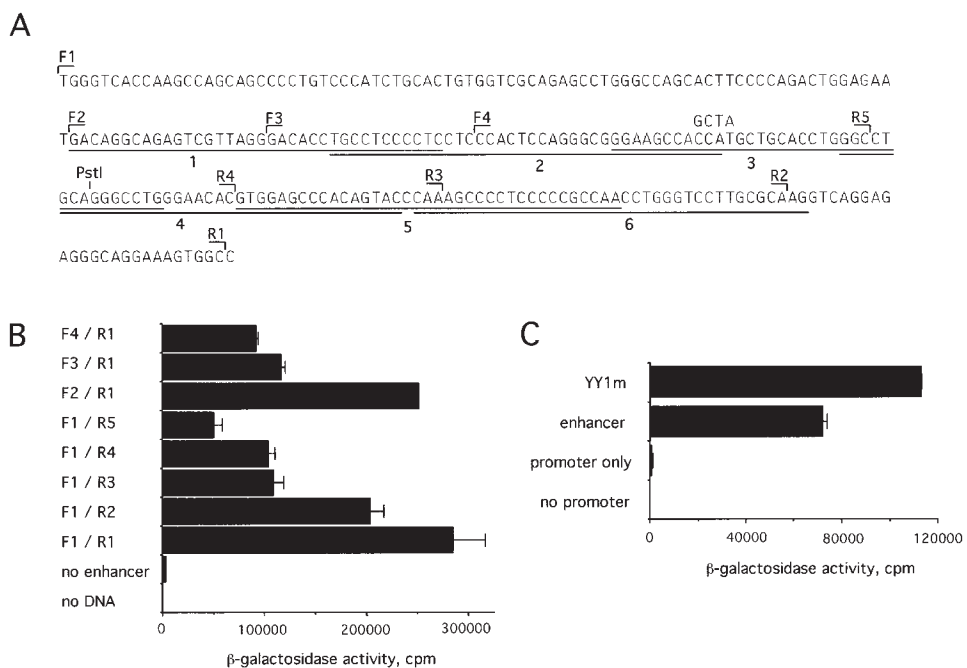 A
F1
TGGGTCACCAAGCCAGCAGCCCCTGTCCCATCTGCACTGTGGTCGCAGAGCCTGGGCCAGCACTTCCCCAGACTGGAGAA
F2 F3 F4 GCTA R5
TGACAGGCAGAGTCGTTAGGGACACCTGCCTCCCCTCCTCCCCACTCCAGGGCGGGAAGCCACCATGCTGCACCTGGGCCT
1 2 3
PstI R4 R3 R2
GCAGGGCCTGGGAACACGTGGAGCCCACAGTACCCAAAGCCCCTCCCCCGCCAACCTGGGTCCTTGCGCAAGGTCAGGAG
4 5 6
R1
AGGGCAGGAAAGTGGCC
B
F4 / R1
F3 / R1
F2 / R1
F1 / R5
F1 / R4
F1 / R3
F1 / R2
F1 / R1
no enhancer
no DNA
0 100000 200000 300000
β-galactosidase activity, cpm
C
YY1m
enhancer
promoter only
no promoter
0 40000 80000 120000
β-galactosidase activity, cpm